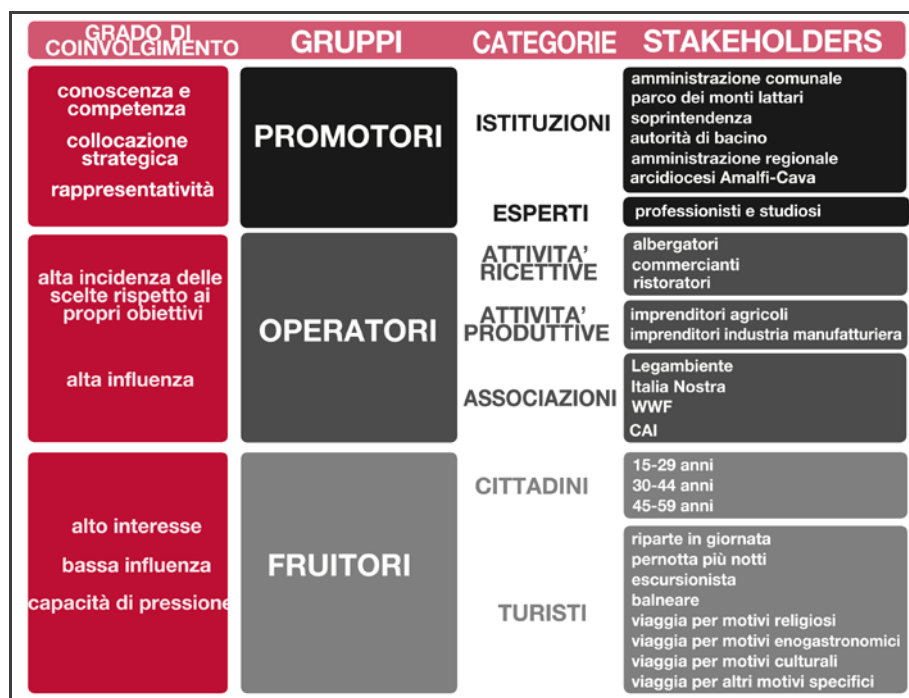 GRADO DI
COINVOLGIMENTO
GRUPPI
CATEGORIE
STAKEHOLDERS
conoscenza e
competenza
collocazione
strategica
rappresentatività
PROMOTORI
ISTITUZIONI
amministrazione comunale
parco dei monti lattari
soprintendenza
autorità di bacino
amministrazione regionale
arcidiocesi Amalfi-Cava
ESPERTI
professionisti e studiosi
alta incidenza delle
scelte rispetto ai
propri obiettivi
alta influenza
OPERATORI
ATTIVITA'
RICETTIVE
albergatori
commercianti
ristoratori
ATTIVITA'
PRODUTTIVE
imprenditori agricoli
imprenditori industria manufatturiera
ASSOCIAZIONI
Legambiente
Italia Nostra
WWF
CAI
alto interesse
bassa influenza
capacità di pressione
FRUITORI
CITTADINI
15-29 anni
30-44 anni
45-59 anni
TURISTI
riparte in giornata
pernotta più notti
escursionista
balneare
viaggia per motivi religiosi
viaggia per motivi enogastronomici
viaggia per motivi culturali
viaggia per altri motivi specifici